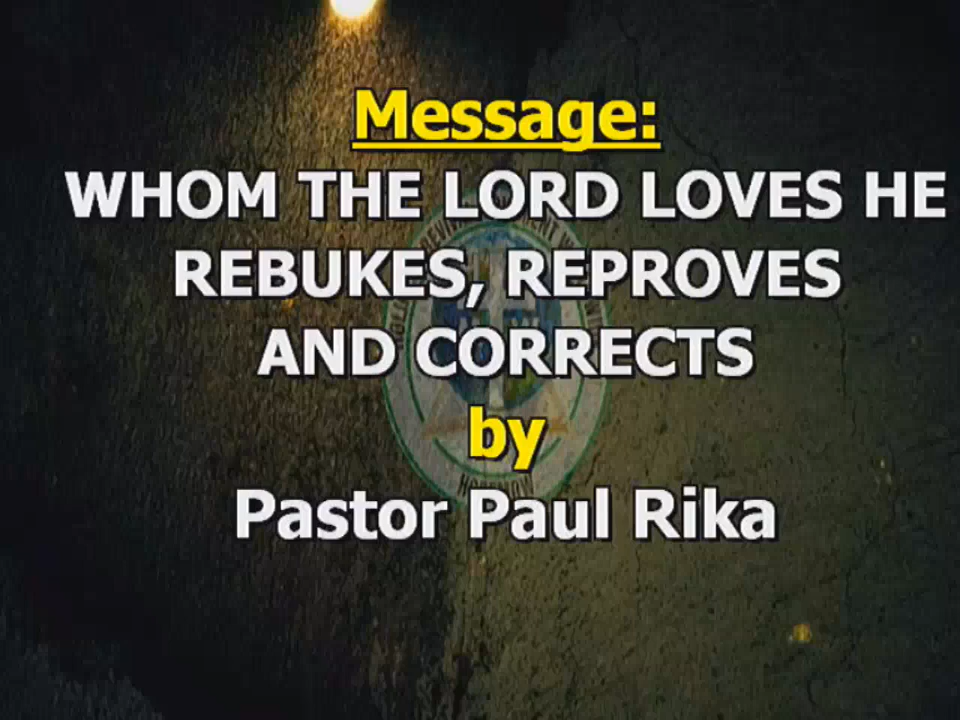 Message:
WHOM THE LORD LOVES HE
REBUKES, REPROVES
AND CORRECTS
by
Pastor Paul Rika